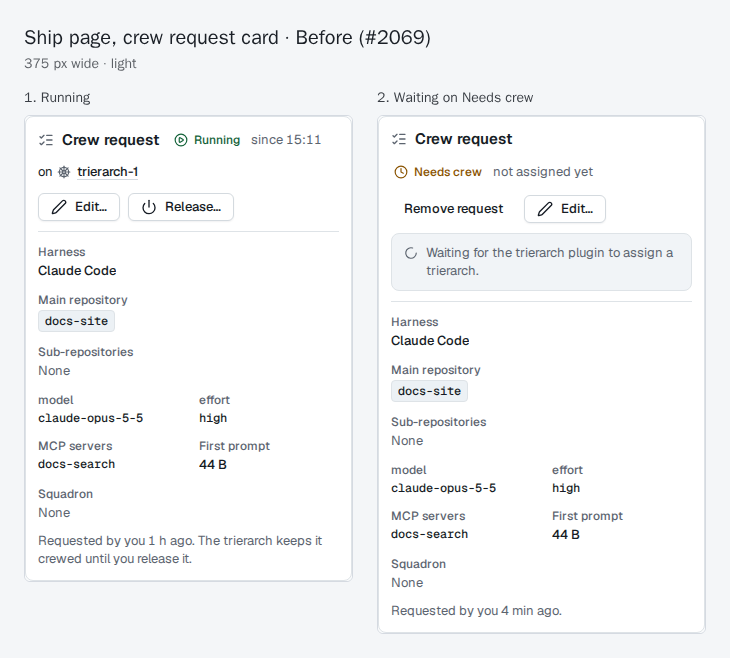 Ship page, crew request card · Before (#2069)
375 px wide · light
1. Running
Crew request Running since 15:11
on trierarch-1
Edit… Release…
Harness
Claude Code
Main repository
docs-site
Sub-repositories
None
model effort
claude-opus-5-5 high
MCP servers First prompt
docs-search 44 B
Squadron
None
Requested by you 1 h ago. The trierarch keeps it
crewed until you release it.
2. Waiting on Needs crew
Crew request
Needs crew not assigned yet
Remove request Edit…
Waiting for the trierarch plugin to assign a
trierarch.
Harness
Claude Code
Main repository
docs-site
Sub-repositories
None
model effort
claude-opus-5-5 high
MCP servers First prompt
docs-search 44 B
Squadron
None
Requested by you 4 min ago.